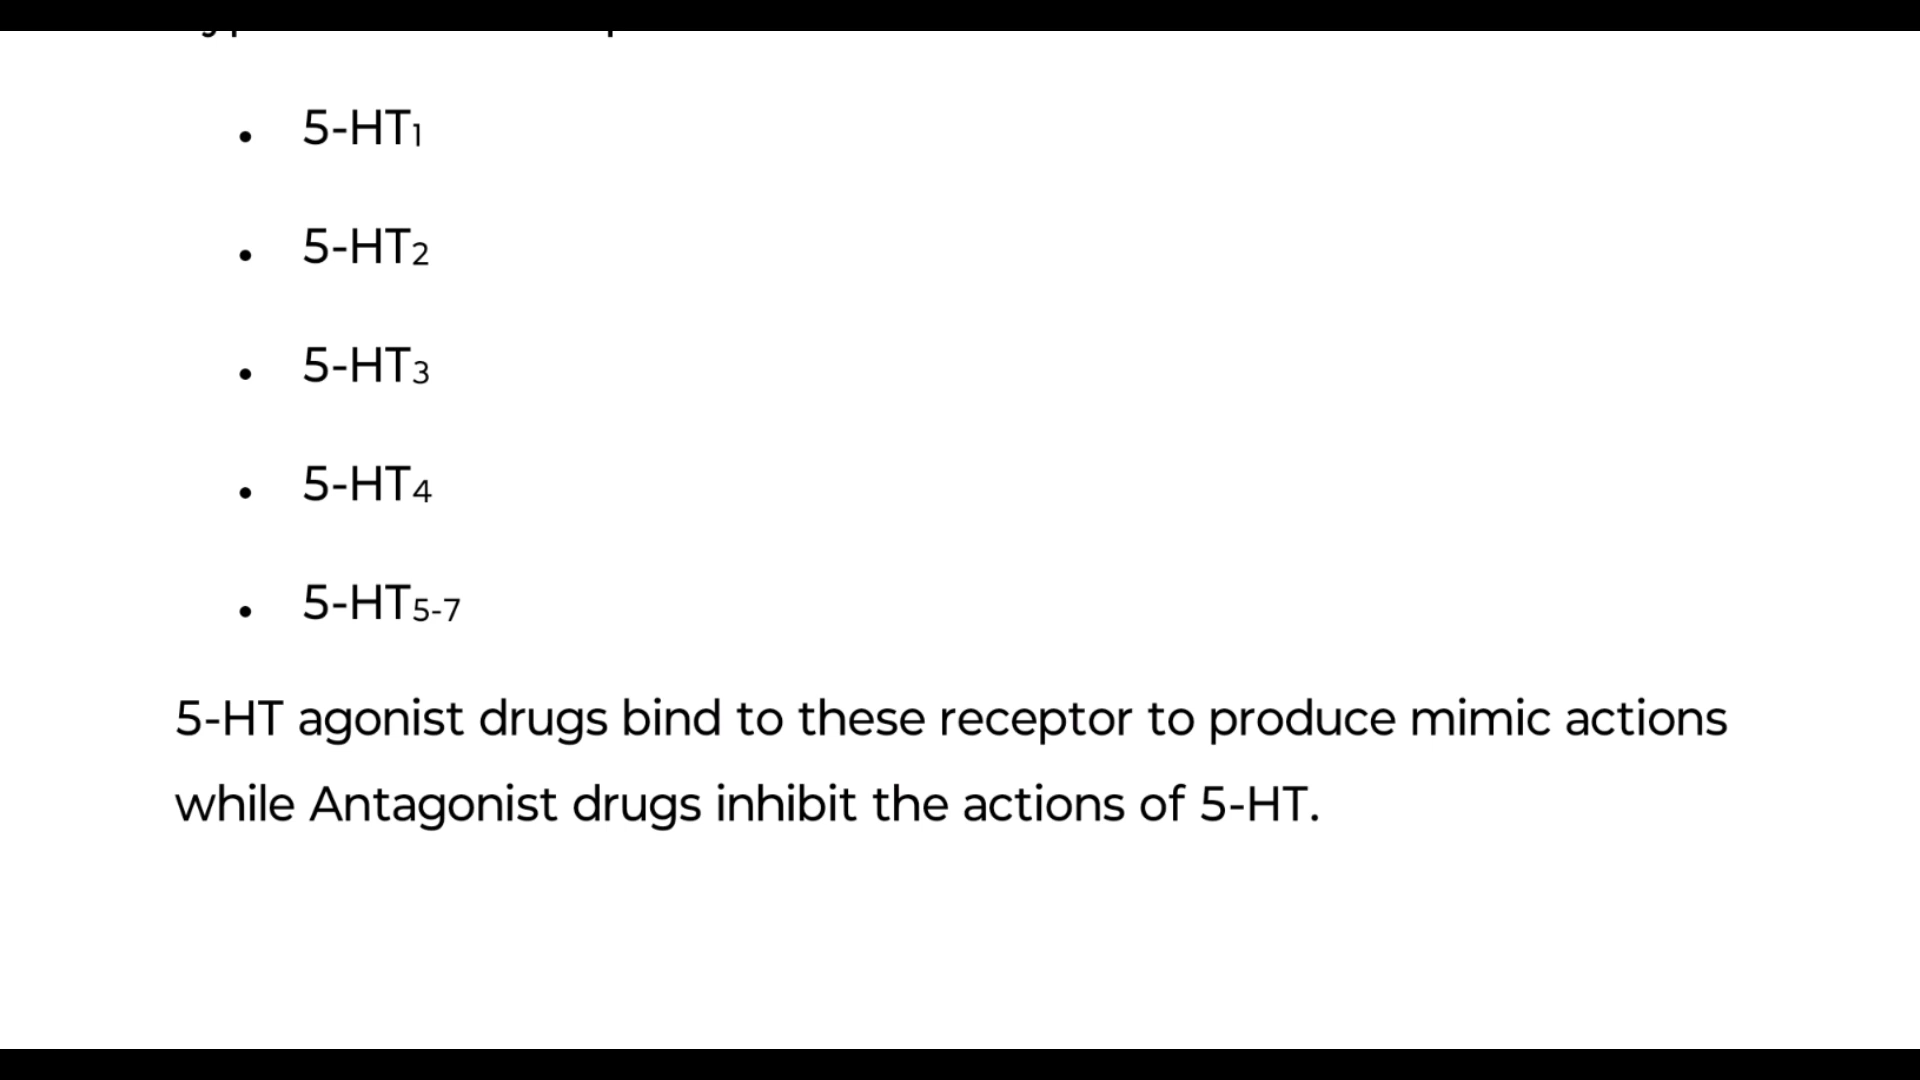 • 5-HT1
• 5-HT2
• 5-HT3
• 5-HT4
• 5-HT5-7
5-HT agonist drugs bind to these receptor to produce mimic actions
while Antagonist drugs inhibit the actions of 5-HT.